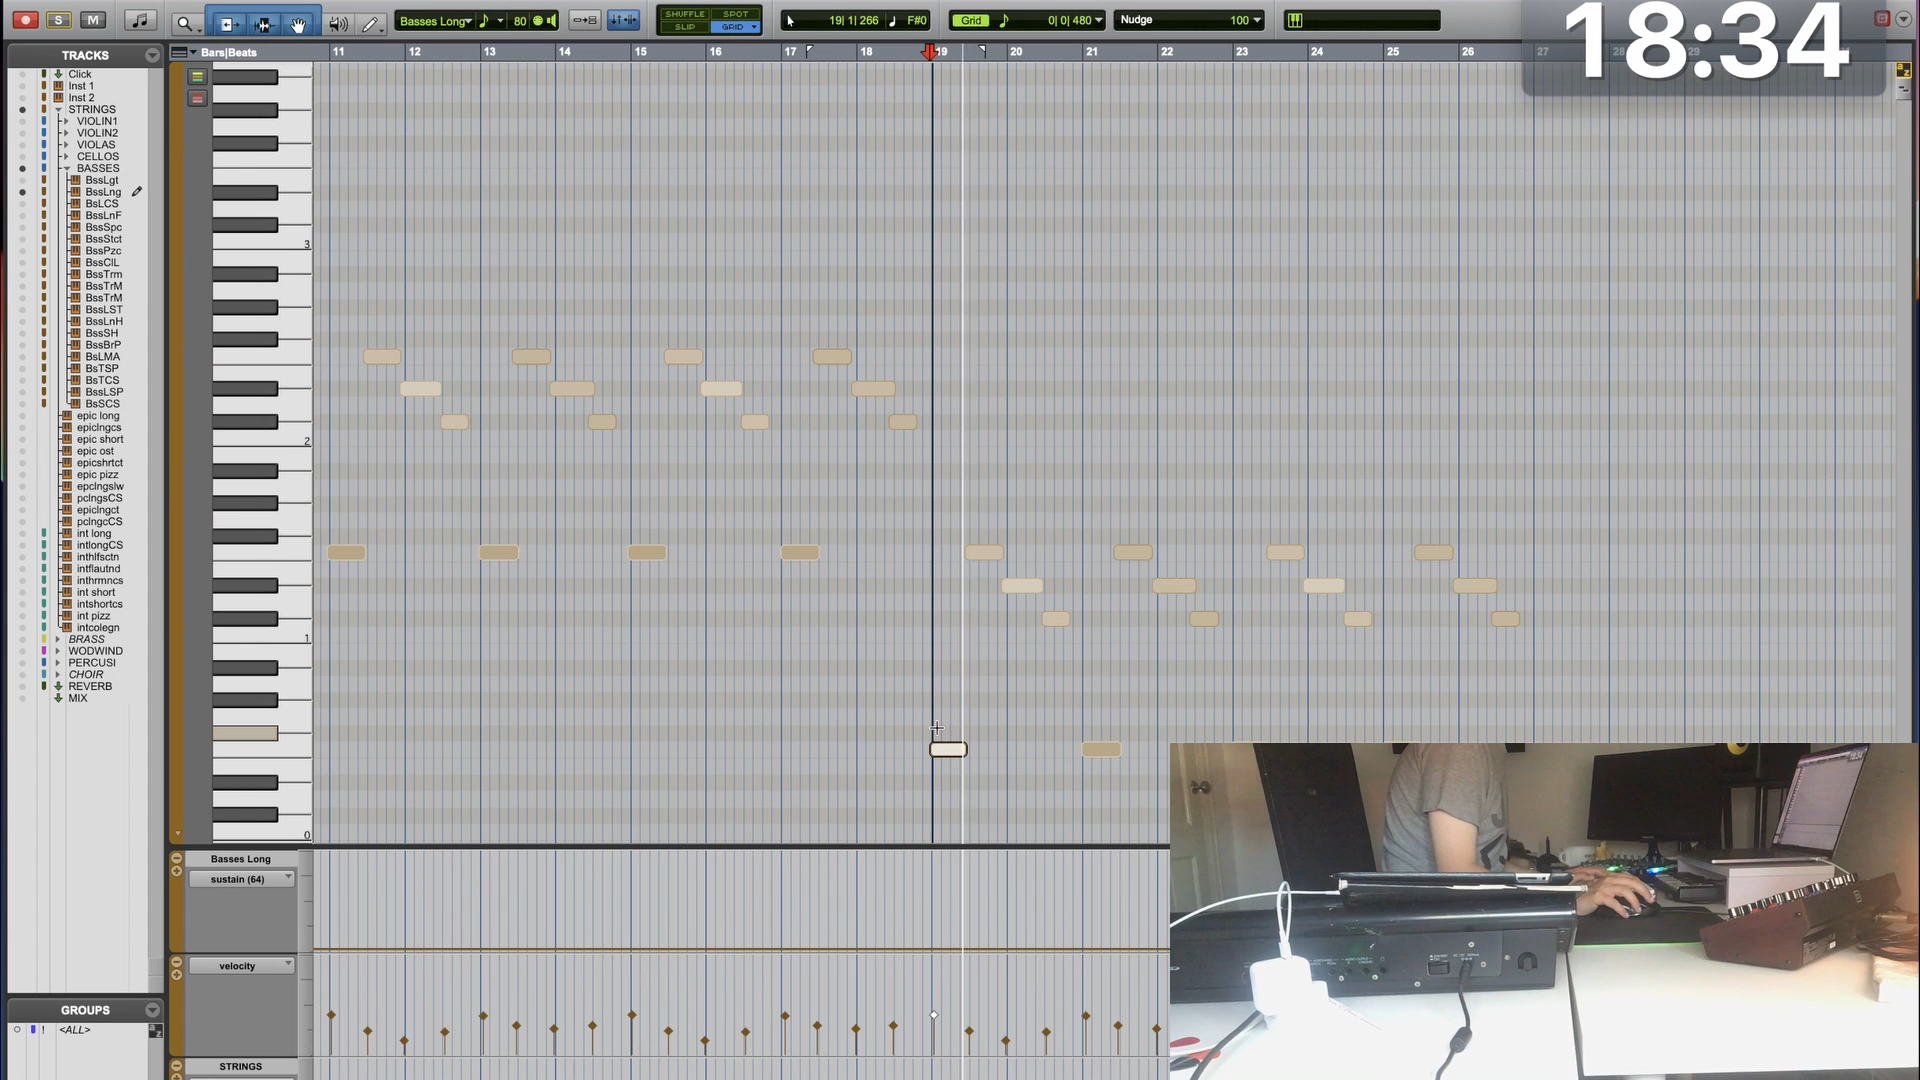 S M
Basses Long 80
SHUFFLE SPOT
SLIP GRID
19| 1| 266 F#0
Grid 0| 0| 480
Nudge 100
18:34
TRACKS
Bars|Beats 11 12 13 14 15 16 17 18 19 20 21 22 23 24 25 26 27 28 29
Click
Inst 1
Inst 2
STRINGS
VIOLIN1
VIOLIN2
VIOLAS
CELLOS
BASSES
BssLgt
BssLng
BsLCS
BssLnF
BssSpc
BssStct
BssPzc
BssClL
BssTrm
BssTrM
BssTrM
BssLST
BssLnH
BssSH
BssBrP
BsLMA
BsTSP
BsTCS
BssLSP
BsSCS
epic long
epiclngcs
epic short
epic ost
epicshrtct
epic pizz
epclngslw
pclngsCS
epiclngct
pclngcCS
int long
intlongCS
inthlfsctn
intflautnd
inthrmncs
int short
intshortcs
int pizz
intcolegn
BRASS
WODWIND
PERCUSI
CHOIR
REVERB
MIX
3
2
1
0
Basses Long
sustain (64)
velocity
STRINGS
GROUPS
! <ALL>